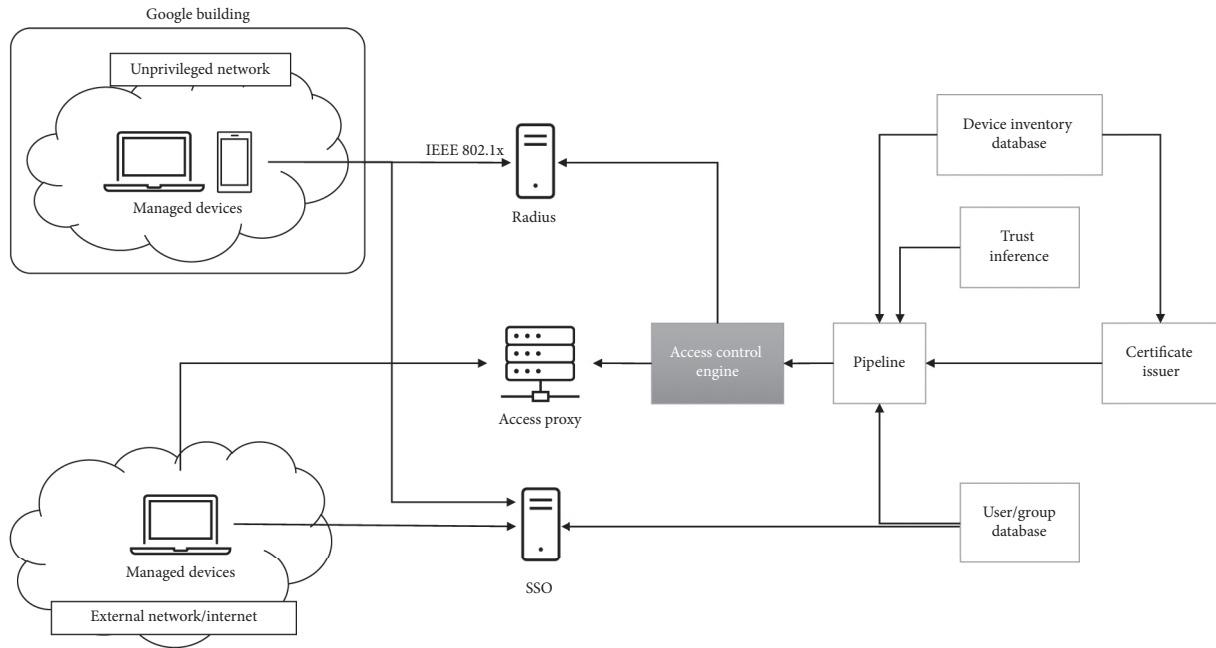 Google building
Unprivileged network
Managed devices
IEEE 802.1x
Radius
Device inventory
database
Trust
inference
Access control
engine
Pipeline
Certificate
issuer
Access proxy
User/group
database
Managed devices
SSO
External network/internet